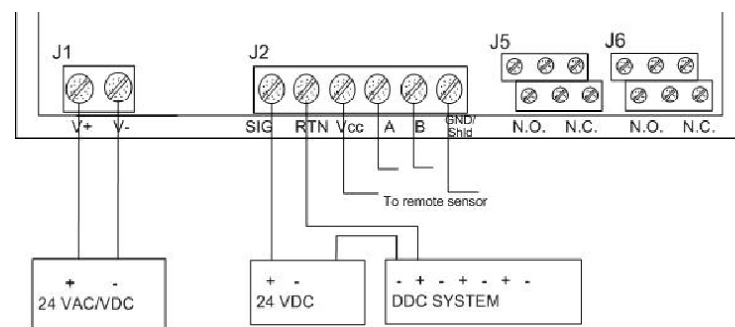 J1 J2 J5 J6
V+ V- SIG RTN Vcc A B GND/ Shld N.O. N.C. N.O. N.C.
To remote sensor
+ - + - - + - + - + -
24 VAC/VDC 24 VDC DDC SYSTEM